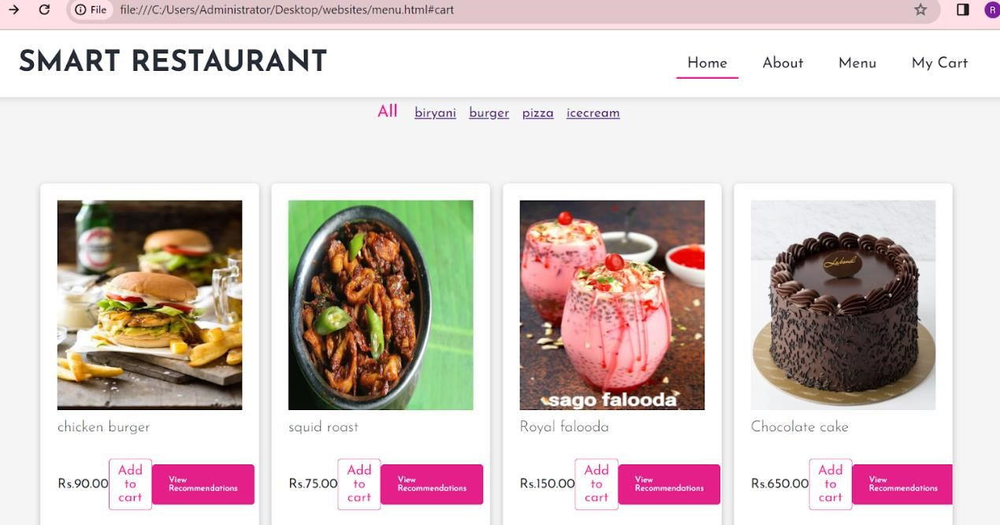 File file:///C:/Users/Administrator/Desktop/websites/menu.html#cart
R
SMART RESTAURANT
Home About Menu My Cart
All biryani burger pizza icecream
sago falooda
chicken burger squid roast Royal falooda Chocolate cake
Rs.90.00
Add
to
cart
View
Recommendations
Rs.75.00
Add
to
cart
View
Recommendations
Rs.150.00
Add
to
cart
View
Recommendations
Rs.650.00
Add
to
cart
View
Recommendations